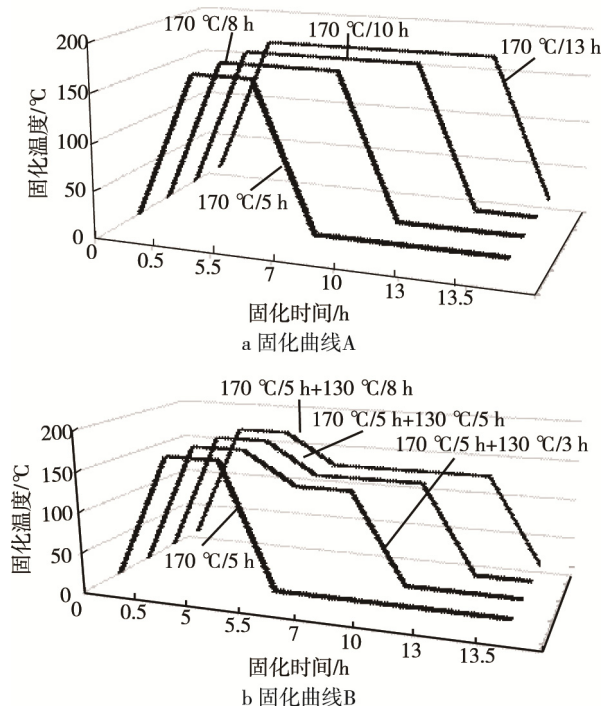 170 ℃/8 h
170 ℃/10 h
170 ℃/13 h
170 ℃/5 h
固化温度/℃
200
150
100
50
0
0
0.5
5.5
7
10
13
13.5
固化时间/h
a 固化曲线A
170 ℃/5 h+130 ℃/8 h
170 ℃/5 h+130 ℃/5 h
170 ℃/5 h+130 ℃/3 h
170 ℃/5 h
固化温度/℃
200
150
100
50
0
0
0.5
5
5.5
7
10
13
13.5
固化时间/h
b 固化曲线B